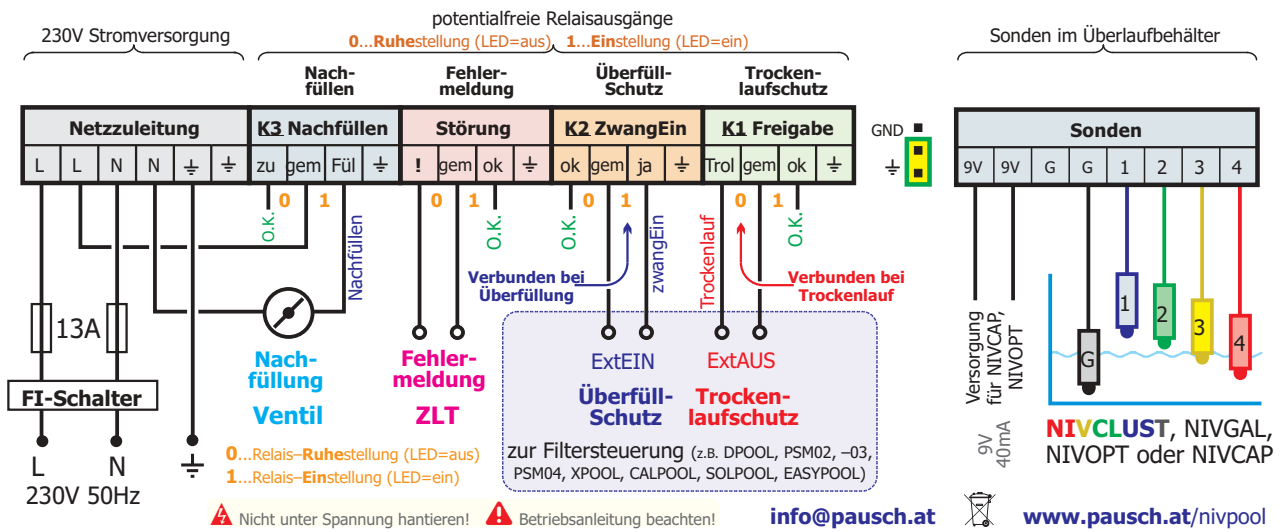 potentialfreie Relaisausgänge
230V Stromversorgung
0...Ruhestellung (LED=aus) 1...Einstellung (LED=ein)
Sonden im Überlaufbehälter
Nach-
füllen
Fehler-
meldung
Überfüll-
Schutz
Trocken-
laufschutz
Netzzuleitung
K3 Nachfüllen
Störung
K2 ZwangEin
K1 Freigabe
GND
Sonden
L L N N
zu gem Fül
! gem ok
ok gem ja
Trol gem ok
9V 9V G G 1 2 3 4
0 1
0 1
0 1
0 1
O.K.
Nachfüllen
O.K.
O.K.
zwangEin
Trockenlauf
O.K.
Verbunden bei
Überfüllung
Verbunden bei
Trockenlauf
13A
FI-Schalter
L N
230V 50Hz
Nach-
füllung
Ventil
Fehler-
meldung
ZLT
ExtEIN
Überfüll-
Schutz
ExtAUS
Trocken-
laufschutz
zur Filtersteuerung (z.B. DPOOL, PSM02, –03,
PSM04, XPOOL, CALPOOL, SOLPOOL, EASYPOOL)
0...Relais–Ruhestellung (LED=aus)
1...Relais–Einstellung (LED=ein)
Versorgung
für NIVCAP,
NIVOPT
9V
40mA
G
1
2
3
4
NIVCLUST, NIVGAL,
NIVOPT oder NIVCAP
Nicht unter Spannung hantieren!
Betriebsanleitung beachten!
info@pausch.at
www.pausch.at/nivpool